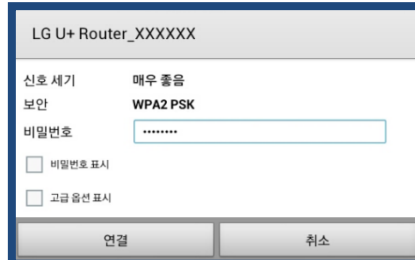 LG U+ Router_XXXXXX
신호 세기 매우 좋음
보안 WPA2 PSK
비밀번호 ••••••••
비밀번호 표시
고급 옵션 표시
연결 취소